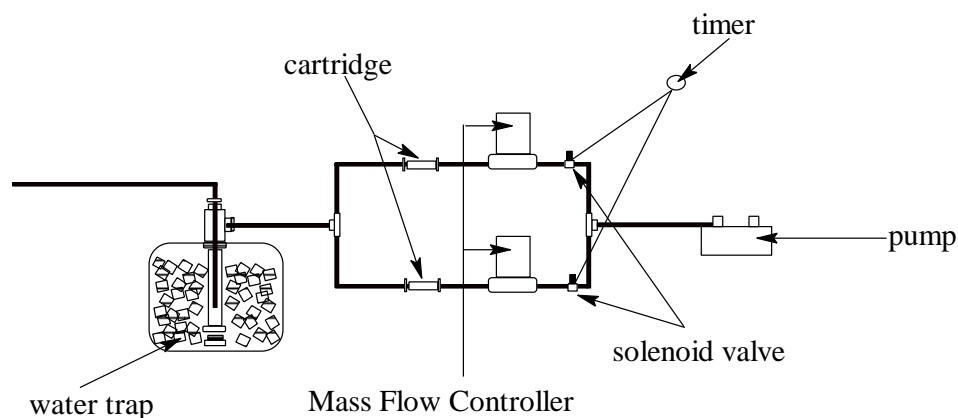 timer
cartridge
pump
solenoid valve
water trap
Mass Flow Controller